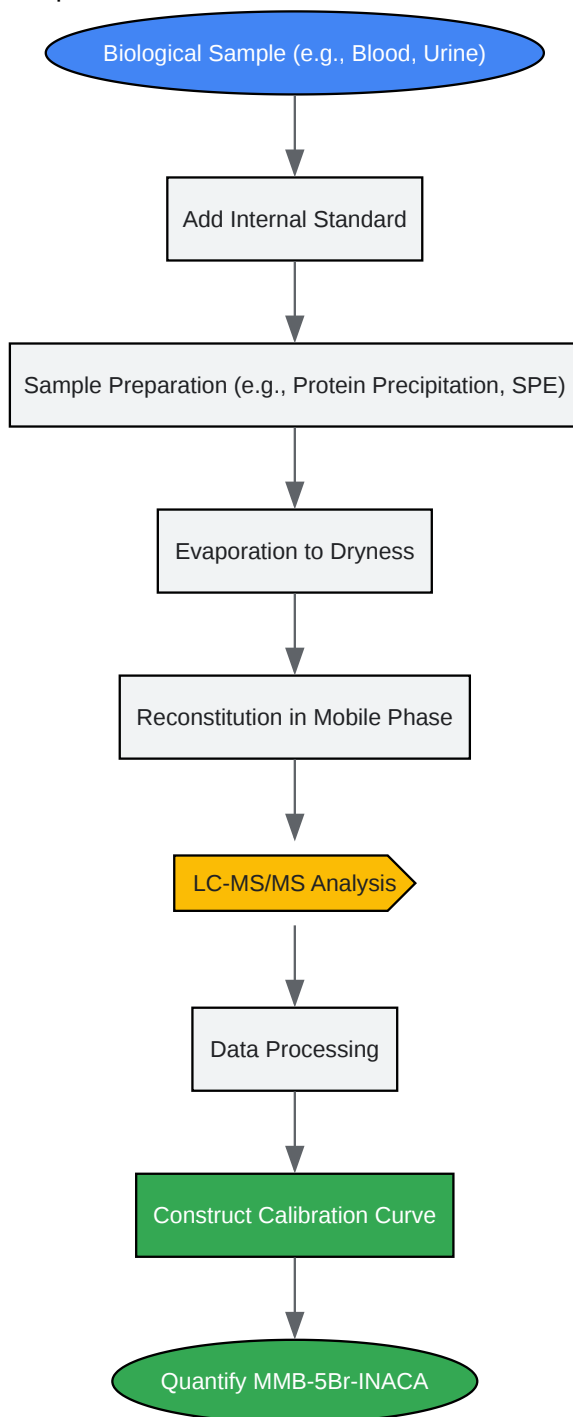 Biological Sample (e.g., Blood, Urine)
Add Internal Standard
Sample Preparation (e.g., Protein Precipitation, SPE)
Evaporation to Dryness
Reconstitution in Mobile Phase
LC-MS/MS Analysis
Data Processing
Construct Calibration Curve
Quantify MMB-5Br-INACA